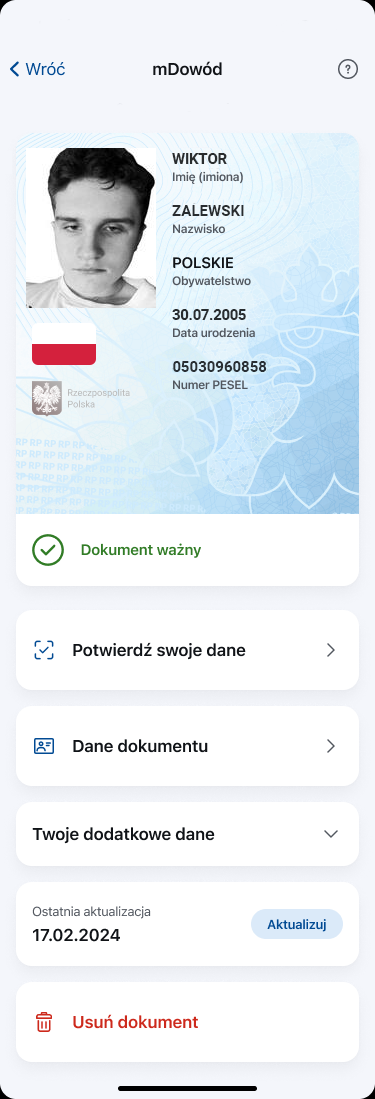 Wróć
mDowód
?
WIKTOR
Imię (imiona)
ZALEWSKI
Nazwisko
POLSKIE
Obywatelstwo
30.07.2005
Data urodzenia
05030960858
Numer PESEL
Rzeczpospolita
Polska
Dokument ważny
Potwierdź swoje dane
Dane dokumentu
Twoje dodatkowe dane
Ostatnia aktualizacja
17.02.2024
Aktualizuj
Usuń dokument